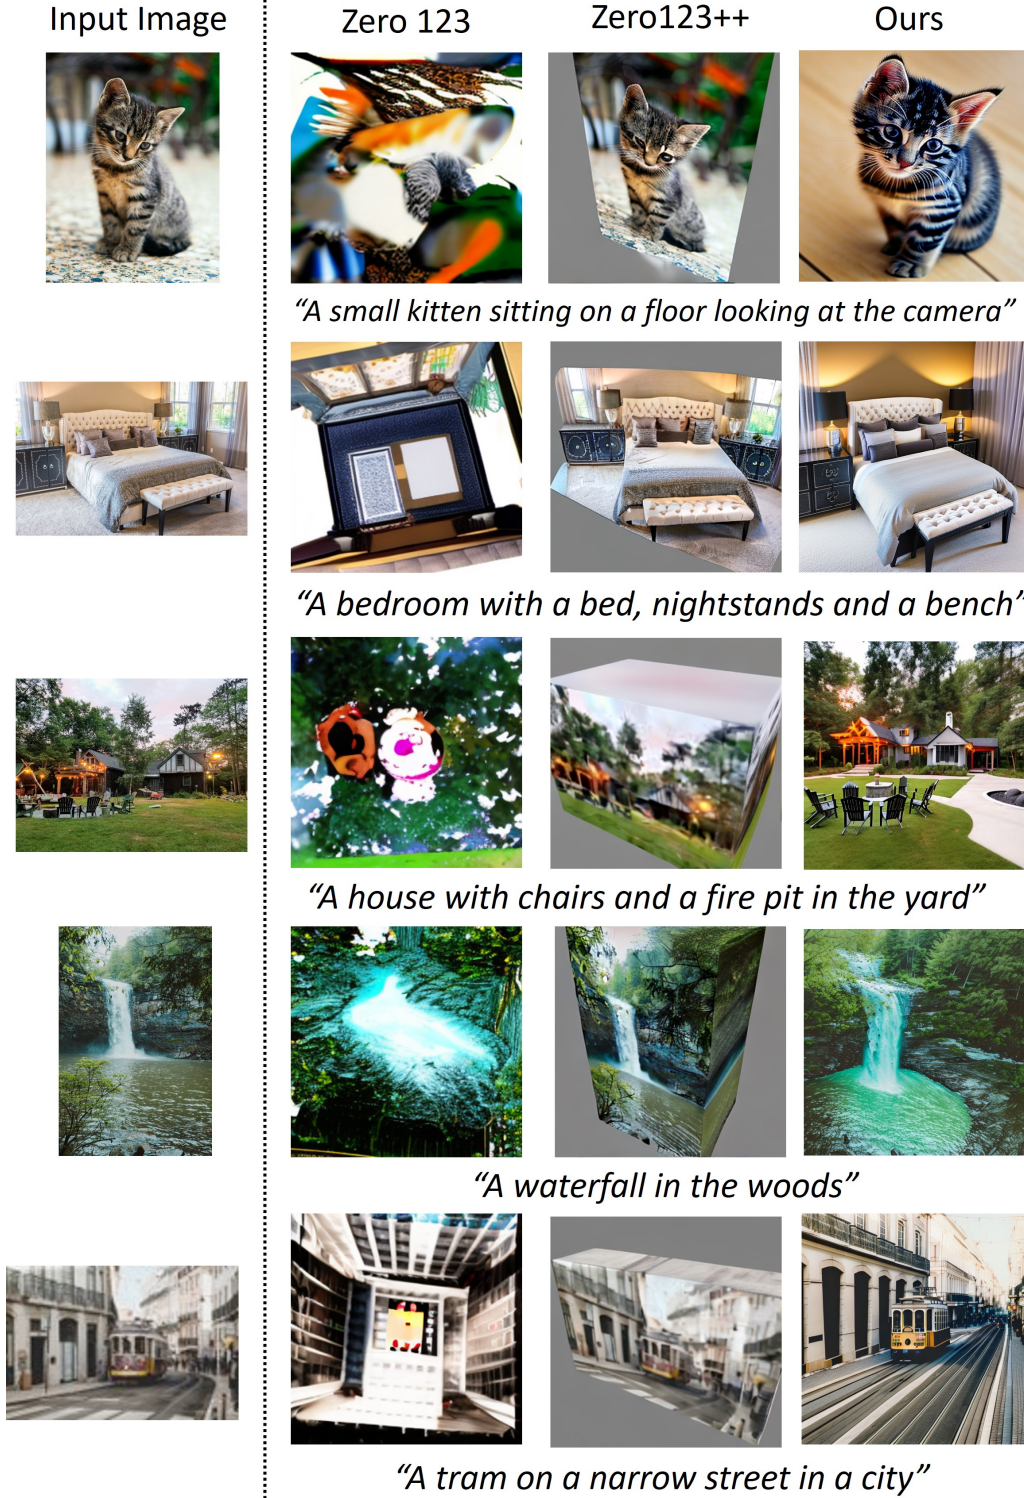 Input Image
Zero 123
Zero123++
Ours
“A small kitten sitting on a floor looking at the camera”
“A bedroom with a bed, nightstands and a bench”
“A house with chairs and a fire pit in the yard”
“A waterfall in the woods”
“A tram on a narrow street in a city”